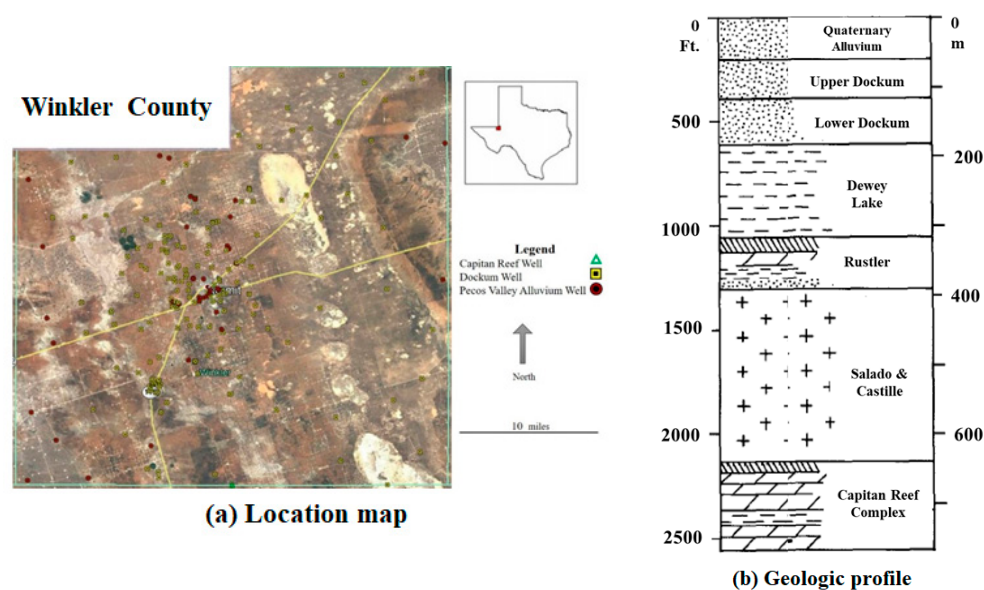 Winkler County
Legend
Capitan Reef Well
Dockum Well
Pecos Valley Alluvium Well
North
10 miles
Winkler
(a) Location map
0
Ft.
500
1000
1500
2000
2500
Quaternary
Alluvium
Upper Dockum
Lower Dockum
Dewey
Lake
Rustler
Salado &
Castille
Capitan Reef
Complex
0
m
200
400
600
(b) Geologic profile